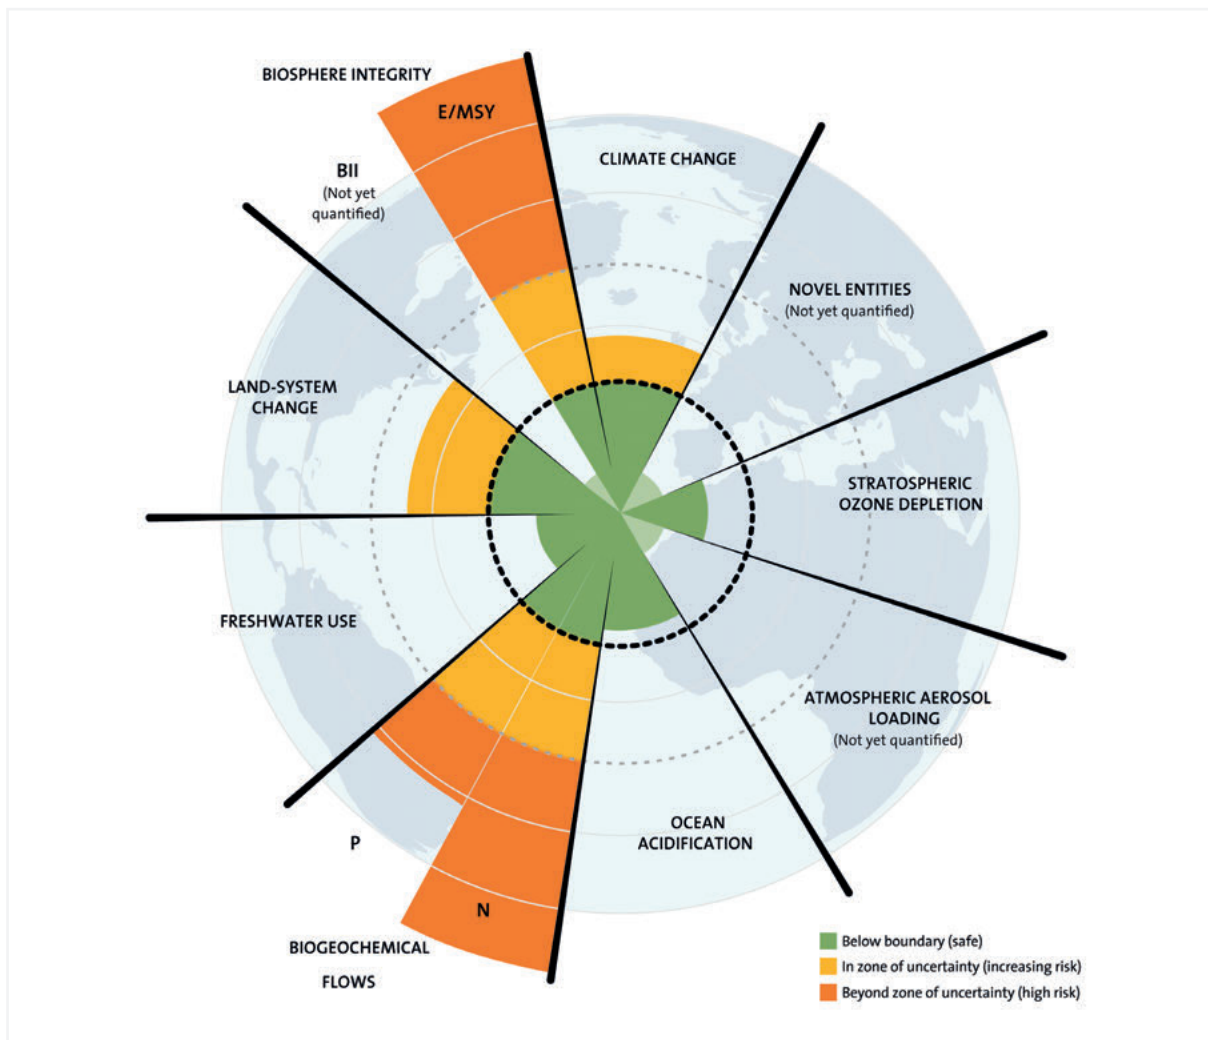 BIOSPHERE INTEGRITY
E/MSY
BII
(Not yet
quantified)
CLIMATE CHANGE
NOVEL ENTITIES
(Not yet quantified)
LAND-SYSTEM
CHANGE
STRATOSPHERIC
OZONE DEPLETION
FRESHWATER USE
ATMOSPHERIC AEROSOL
LOADING
(Not yet quantified)
OCEAN
ACIDIFICATION
P
N
BIOGEOCHEMICAL
FLOWS
Below boundary (safe)
In zone of uncertainty (increasing risk)
Beyond zone of uncertainty (high risk)